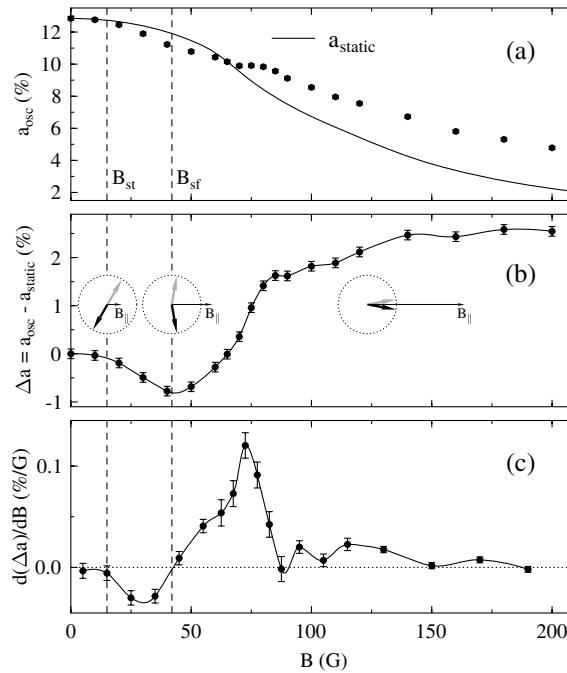 12
10
8
6
4
2
a_osc (%)
a_static
(a)
B_st
B_sf
2
1
0
-1
Δa = a_osc - a_static
(%)
(b)
B_||
B_||
B_||
0.1
0.0
d(Δa)/dB (%/G)
(c)
0
50
100
150
200
B (G)